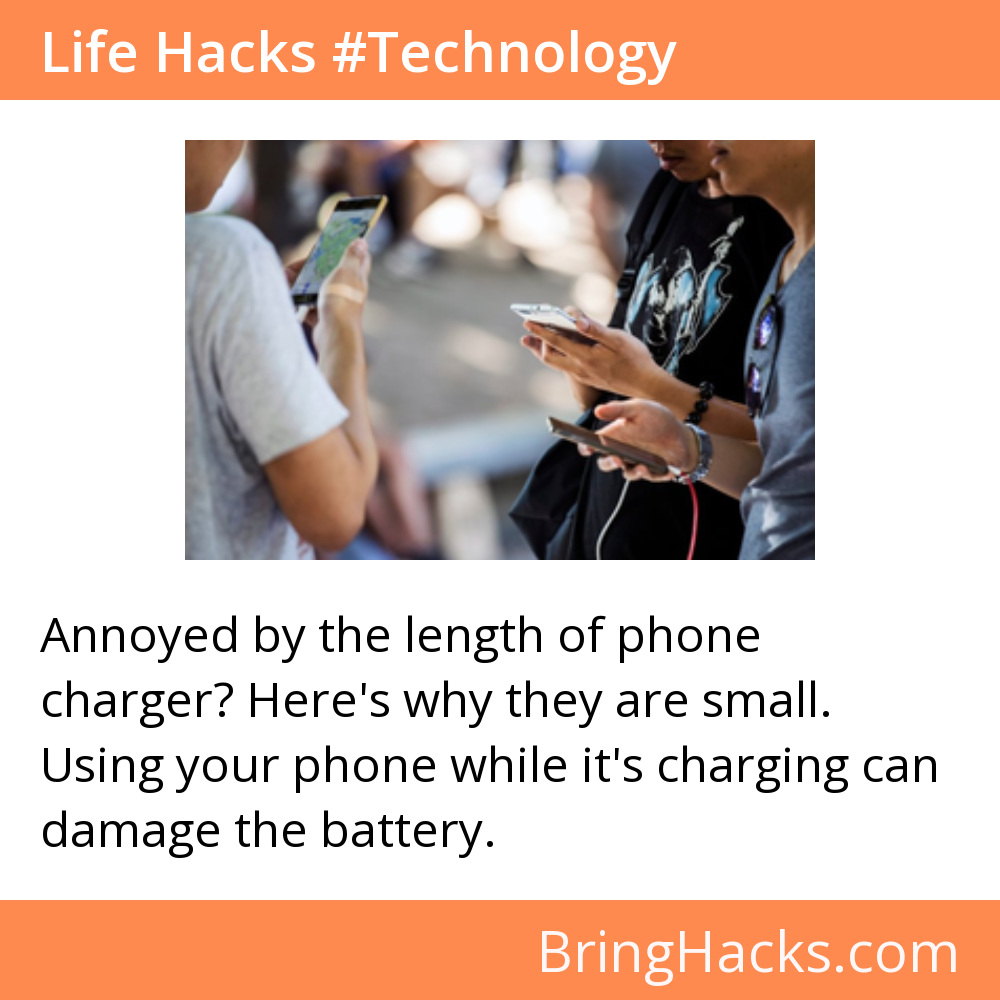 Life Hacks #Technology
Annoyed by the length of phone
charger? Here's why they are small.
Using your phone while it's charging can
damage the battery.
BringHacks.com